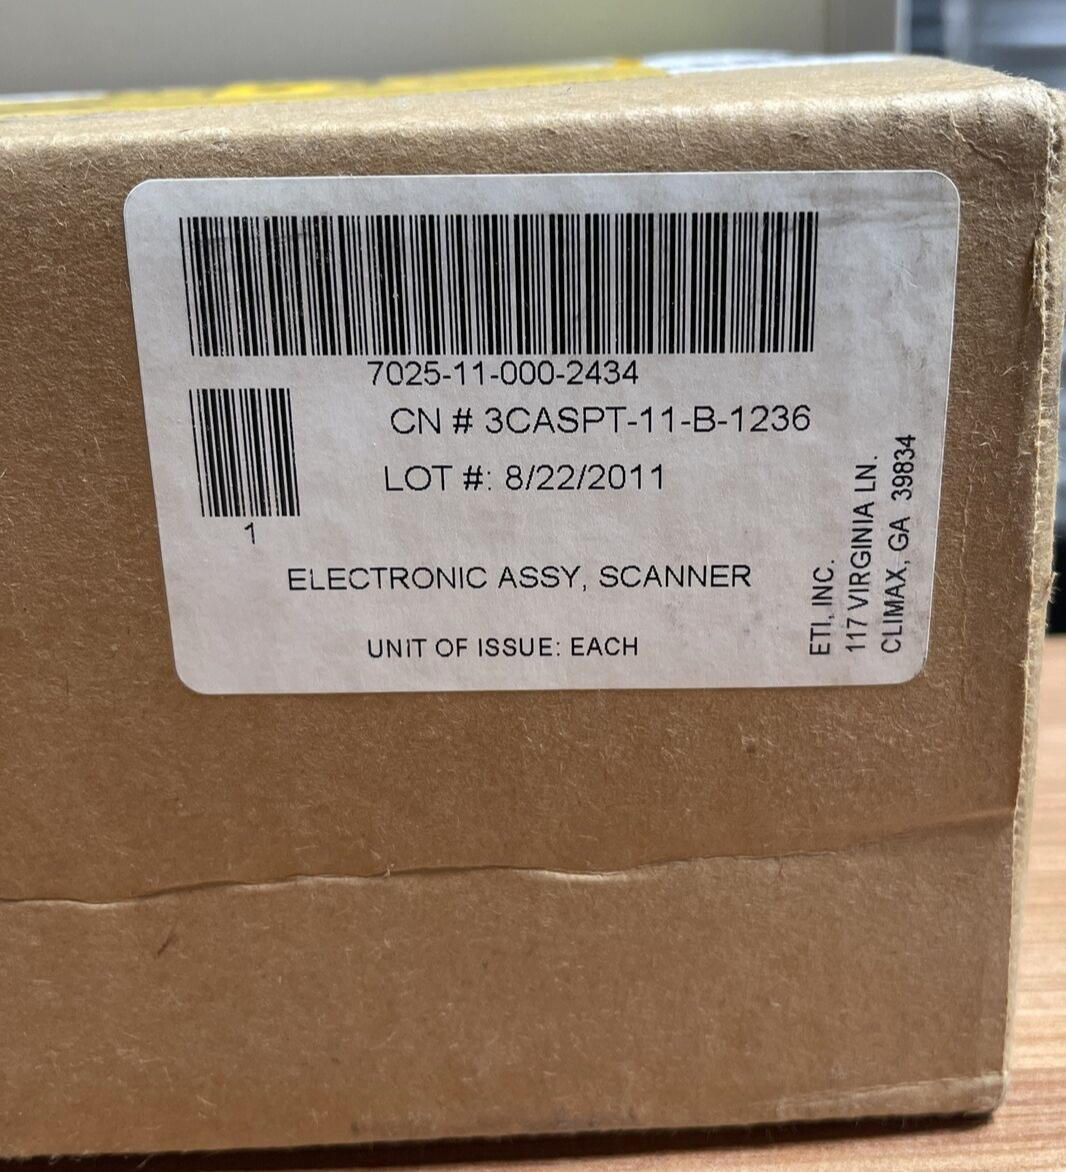 7025-11-000-2434
CN # 3CASPT-11-B-1236
LOT #: 8/22/2011
1
ELECTRONIC ASSY, SCANNER
UNIT OF ISSUE: EACH
ETI, INC.
117 VIRGINIA LN.
CLIMAX, GA 39834